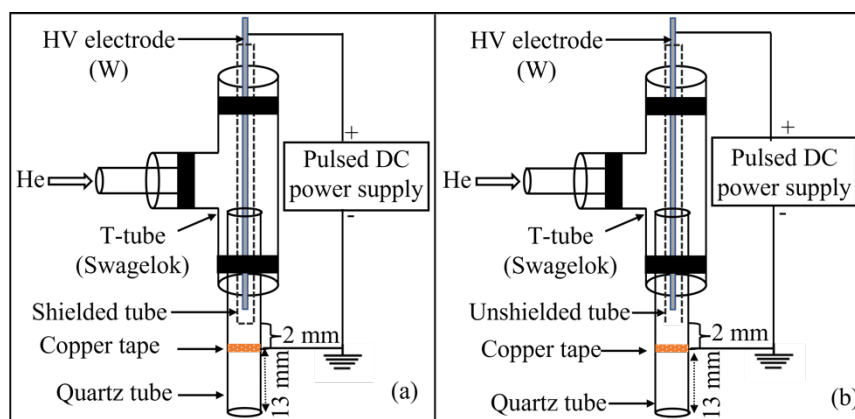 HV electrode
(W)
+
Pulsed DC
power supply
-
He
T-tube
(Swagelok)
Shielded tube
2 mm
Copper tape
Quartz tube
13 mm
(a)
HV electrode
(W)
+
Pulsed DC
power supply
-
He
T-tube
(Swagelok)
Unshielded tube
2 mm
Copper tape
Quartz tube
13 mm
(b)